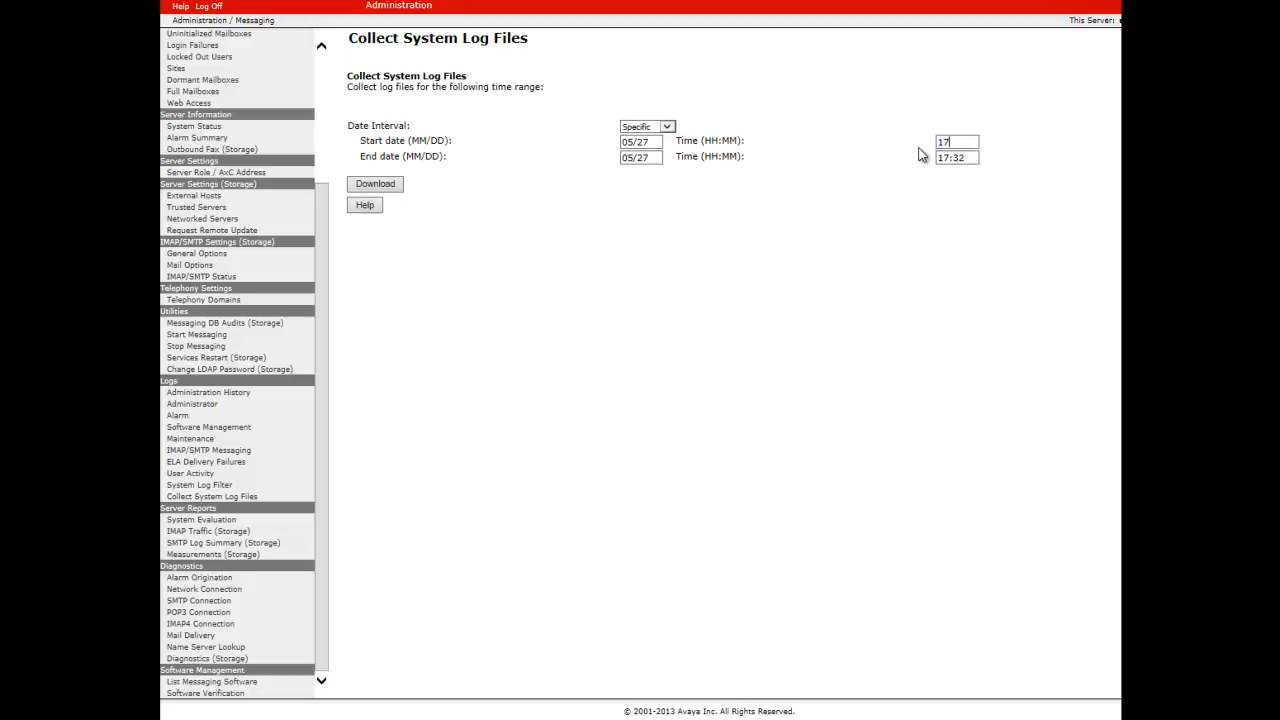 Help Log Off
Administration
Administration / Messaging
This Server:
Uninitialized Mailboxes
Login Failures
Locked Out Users
Sites
Dormant Mailboxes
Full Mailboxes
Web Access
Server Information
System Status
Alarm Summary
Outbound Fax (Storage)
Server Settings
Server Role / AxC Address
Server Settings (Storage)
External Hosts
Trusted Servers
Networked Servers
Request Remote Update
IMAP/SMTP Settings (Storage)
General Options
Mail Options
IMAP/SMTP Status
Telephony Settings
Telephony Domains
Utilities
Messaging DB Audits (Storage)
Start Messaging
Stop Messaging
Services Restart (Storage)
Change LDAP Password (Storage)
Logs
Administration History
Administrator
Alarm
Software Management
Maintenance
IMAP/SMTP Messaging
ELA Delivery Failures
User Activity
System Log Filter
Collect System Log Files
Server Reports
System Evaluation
IMAP Traffic (Storage)
SMTP Log Summary (Storage)
Measurements (Storage)
Diagnostics
Alarm Origination
Network Connection
SMTP Connection
POP3 Connection
IMAP4 Connection
Mail Delivery
Name Server Lookup
Diagnostics (Storage)
Software Management
List Messaging Software
Software Verification
Collect System Log Files
Collect System Log Files
Collect log files for the following time range:
Date Interval: Specific
Start date (MM/DD): 05/27 Time (HH:MM): 17
End date (MM/DD): 05/27 Time (HH:MM): 17:32
Download
Help
© 2001-2013 Avaya Inc. All Rights Reserved.